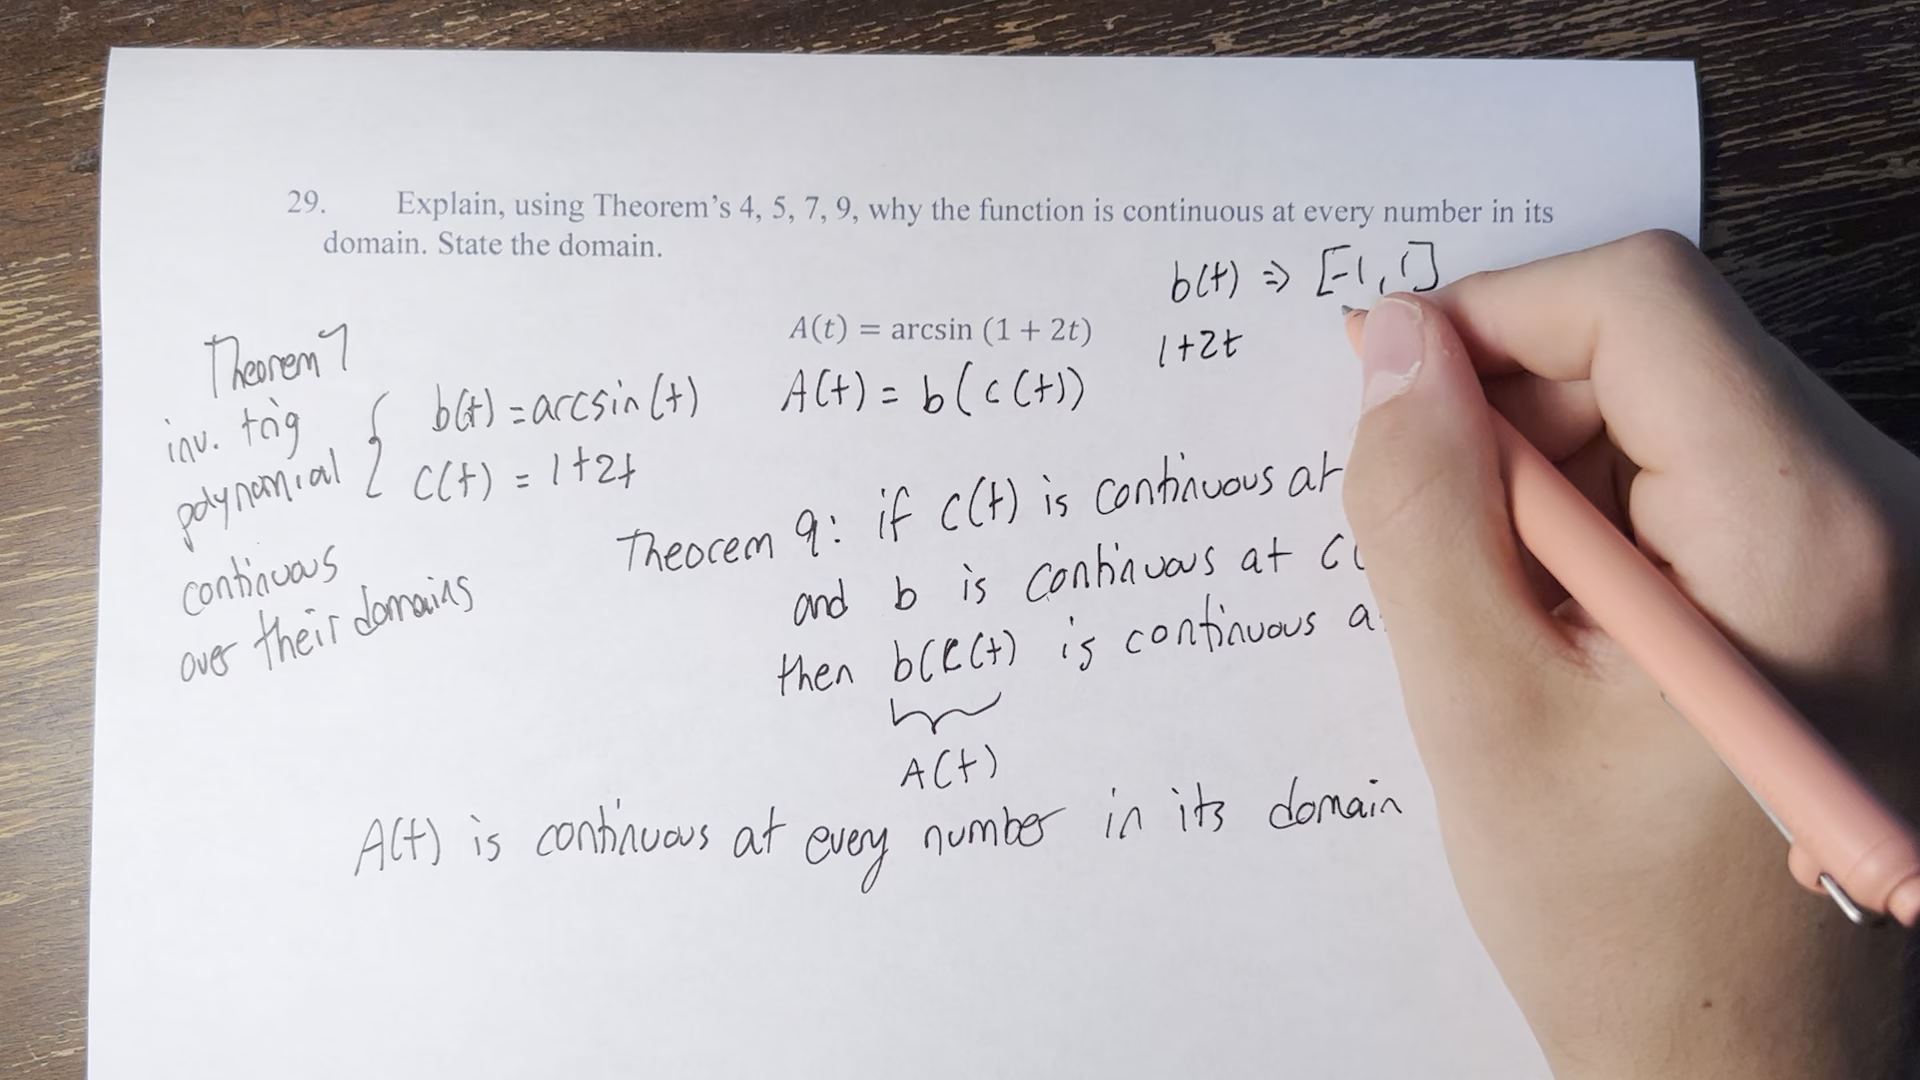 29. Explain, using Theorem’s 4, 5, 7, 9, why the function is continuous at every number in its
domain. State the domain.
b(t) ⇒ [-1, 1]
A(t) = arcsin (1 + 2t)
1+2t
Theorem 7
inv. trig
polynomial
continuous
over their domains
b(t) = arcsin(t)
c(t) = 1+2t
A(t) = b(c(t))
Theorem 9: if c(t) is continuous at
and b is continuous at c(
then b(c(t) is continuous a
A(t)
A(t) is continuous at every number in its domain